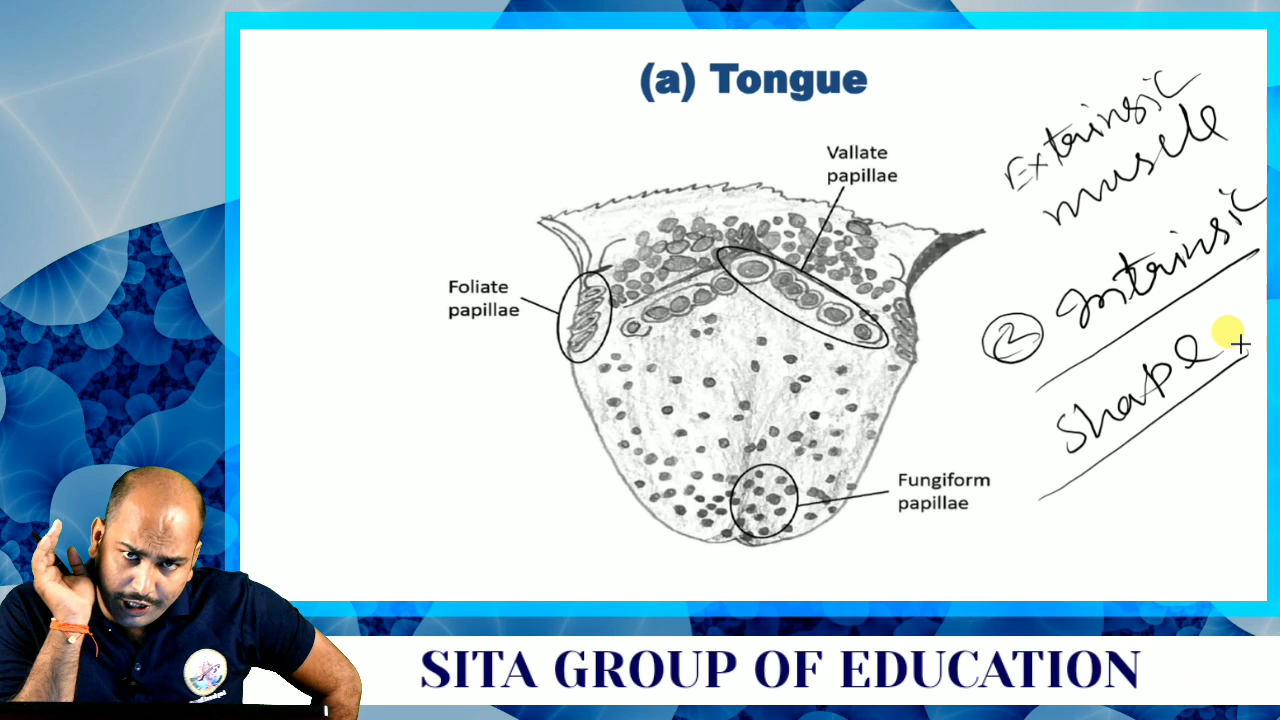 (a) Tongue
Vallate
papillae
Foliate
papillae
Fungiform
papillae
Extrinsic
muscle
2 Intrinsic
Shape
SITA GROUP OF EDUCATION